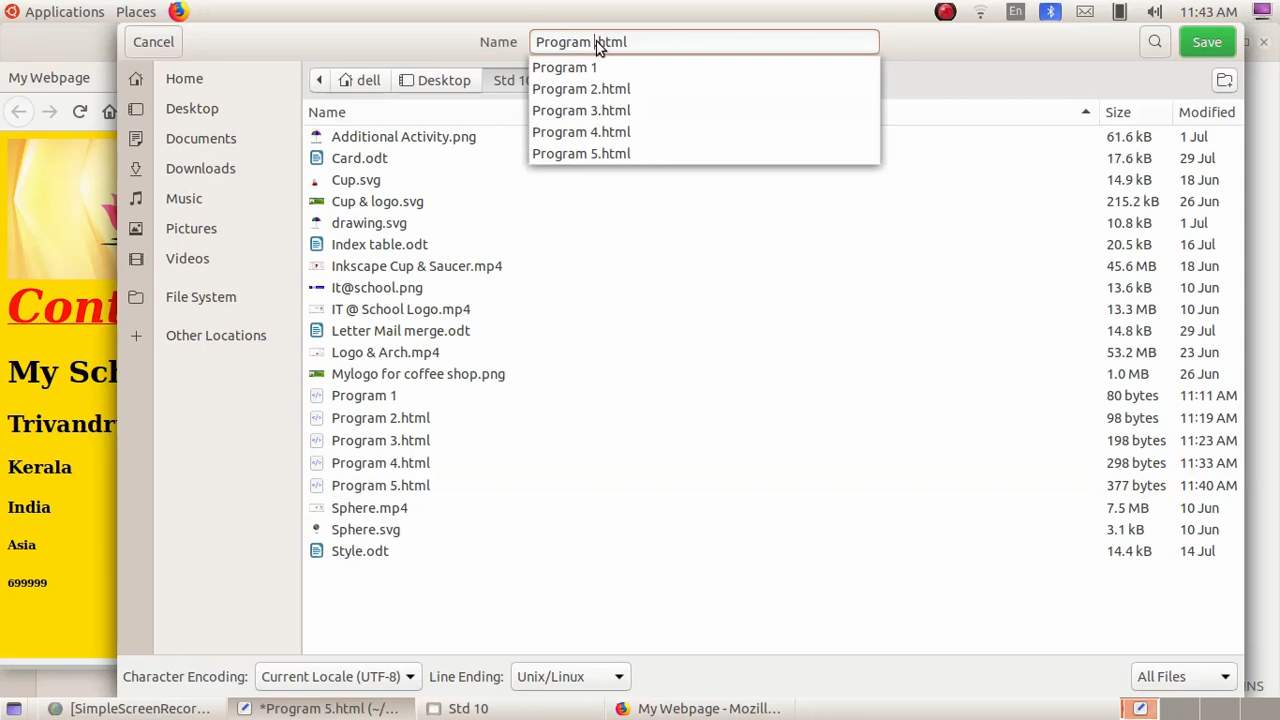 Applications Places En 11:43 AM
Cancel Name Program .html Save
My Webpage
dell Desktop Std 10
Program 1
Program 2.html
Program 3.html
Program 4.html
Program 5.html
Home
Desktop
Documents
Downloads
Music
Pictures
Videos
File System
Other Locations
Name Size Modified
Additional Activity.png 61.6 kB 1 Jul
Card.odt 17.6 kB 29 Jul
Cup.svg 14.9 kB 18 Jun
Cup & logo.svg 215.2 kB 26 Jun
drawing.svg 10.8 kB 1 Jul
Index table.odt 20.5 kB 16 Jul
Inkscape Cup & Saucer.mp4 45.6 MB 18 Jun
It@school.png 13.6 kB 10 Jun
IT @ School Logo.mp4 13.3 MB 10 Jun
Letter Mail merge.odt 14.8 kB 29 Jul
Logo & Arch.mp4 53.2 MB 23 Jun
Mylogo for coffee shop.png 1.0 MB 26 Jun
Program 1 80 bytes 11:11 AM
Program 2.html 98 bytes 11:19 AM
Program 3.html 198 bytes 11:23 AM
Program 4.html 298 bytes 11:33 AM
Program 5.html 377 bytes 11:40 AM
Sphere.mp4 7.5 MB 10 Jun
Sphere.svg 3.1 kB 10 Jun
Style.odt 14.4 kB 14 Jul
Cont
My Sch
Trivandr
Kerala
India
Asia
699999
Character Encoding: Current Locale (UTF-8) Line Ending: Unix/Linux All Files
INS
[SimpleScreenRecor... *Program 5.html (~/... Std 10 My Webpage - Mozill...